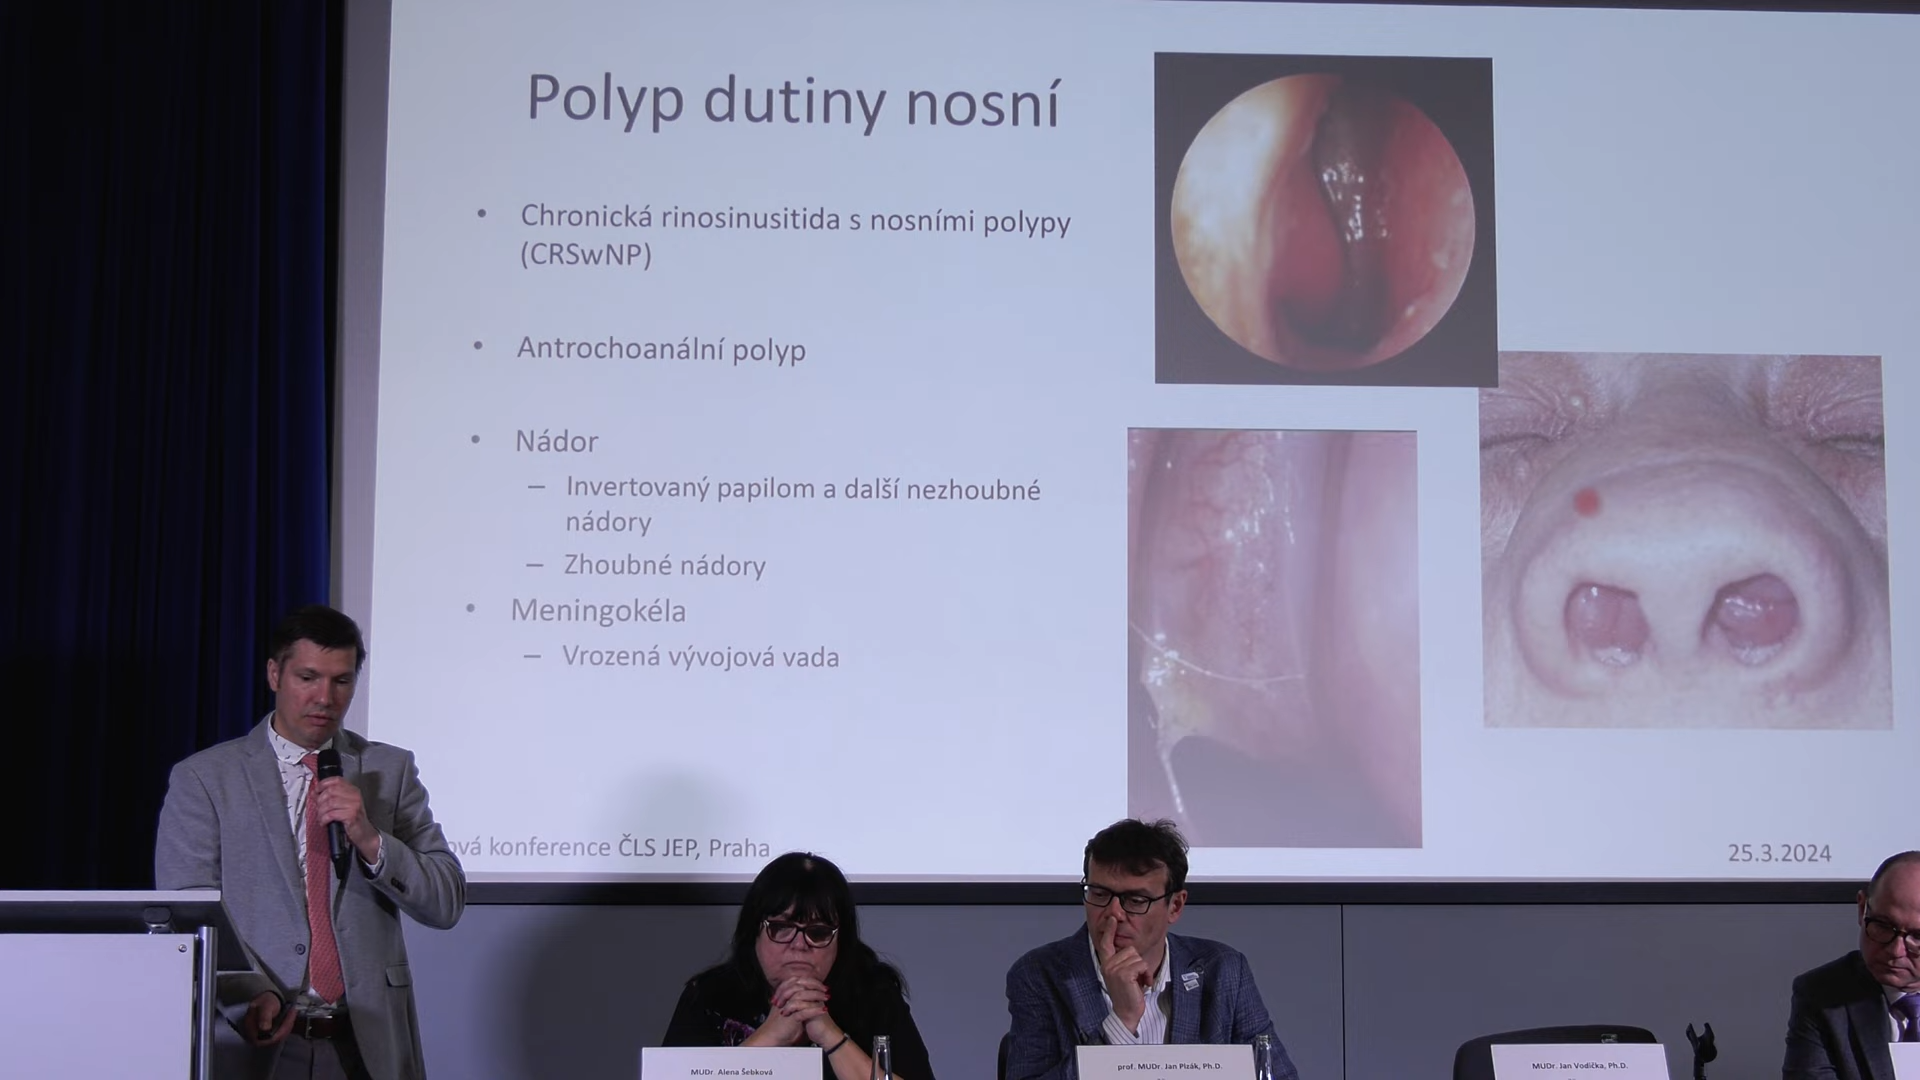 Polyp dutiny nosní
• Chronická rinosinusitida s nosními polypy
(CRSwNP)
• Antrochoanální polyp
• Nádor
– Invertovaný papilom a další nezhoubné
nádory
– Zhoubné nádory
• Meningokéla
– Vrozená vývojová vada
konference ČLS JEP, Praha
25.3.2024
MUDr. Alena Šebková
prof. MUDr. Jan Plzák, Ph.D.
MUDr. Jan Vodička, Ph.D.